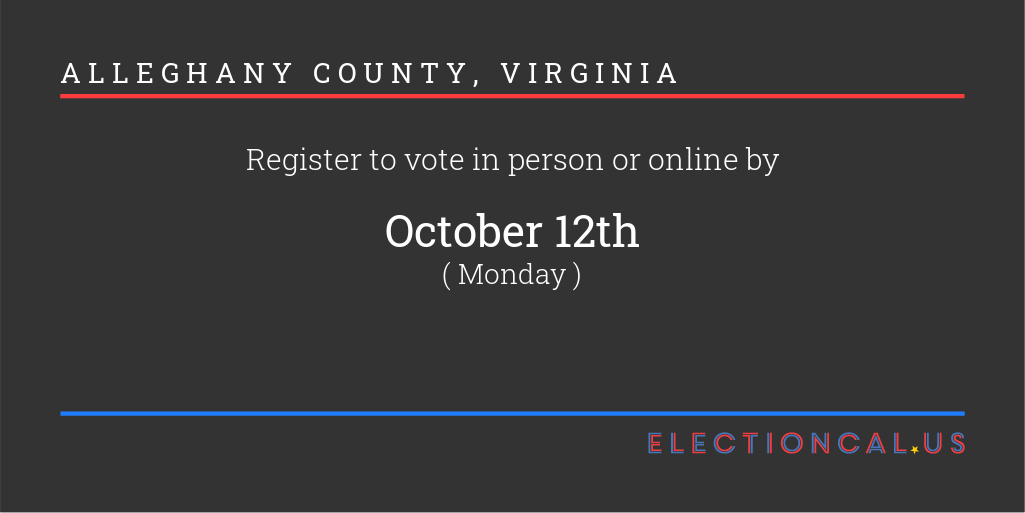 ALLEGHANY COUNTY, VIRGINIA
Register to vote in person or online by
October 12th
( Monday )
ELECTIONCAL.US